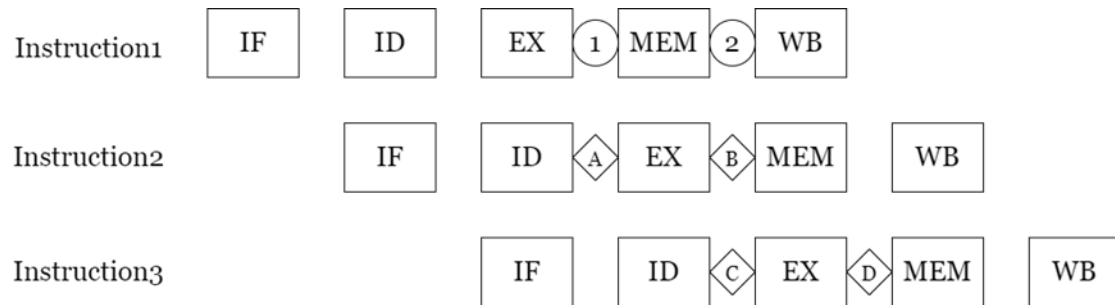 Instruction1 IF ID EX 1 MEM 2 WB
Instruction2 IF ID A EX B MEM WB
Instruction3 IF ID C EX D MEM WB